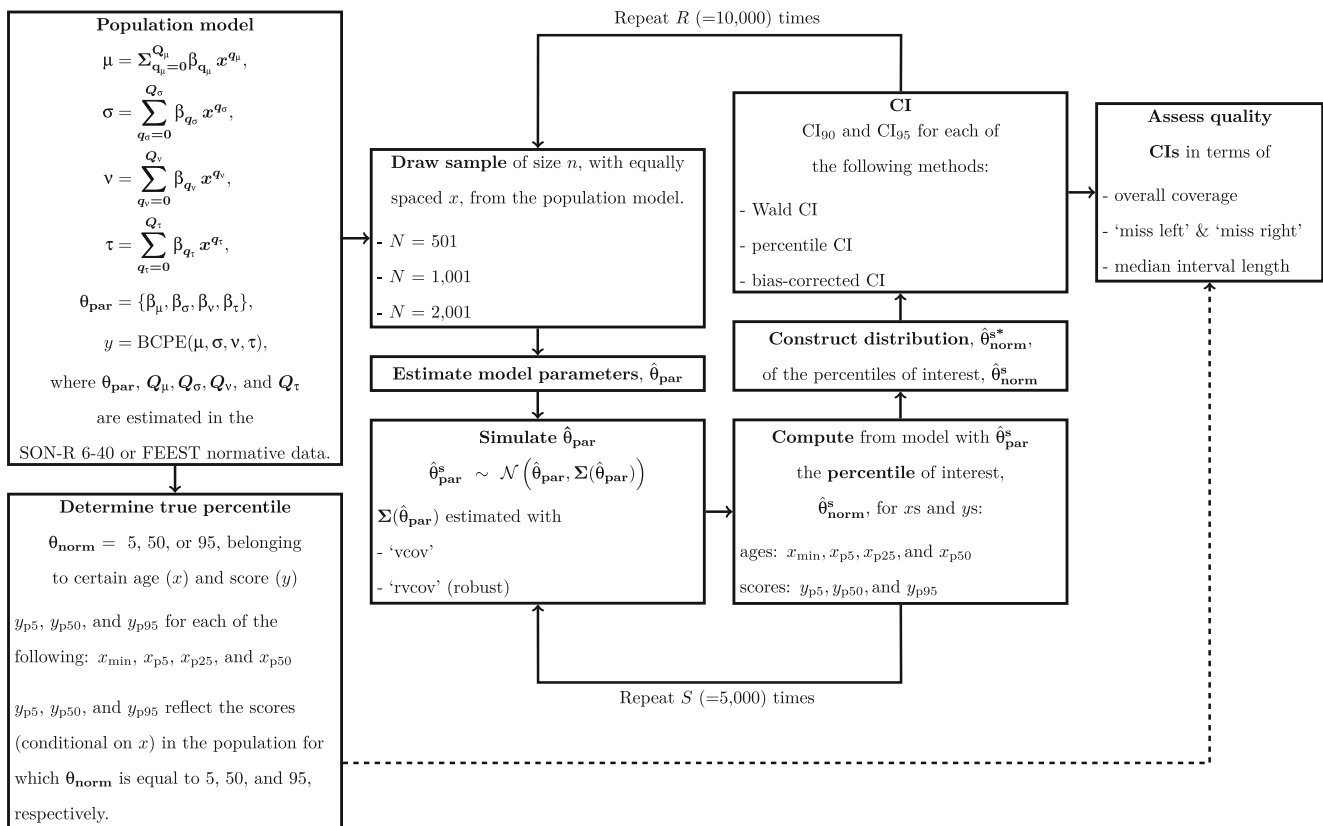 Population model
μ = Σ_{q_μ=0}^{Q_μ} β_{q_μ} x^{q_μ},
σ = ∑_{q_σ=0}^{Q_σ} β_{q_σ} x^{q_σ},
ν = ∑_{q_ν=0}^{Q_ν} β_{q_ν} x^{q_ν},
τ = ∑_{q_τ=0}^{Q_τ} β_{q_τ} x^{q_τ},
θ_par = {β_μ, β_σ, β_ν, β_τ},
y = BCPE(μ, σ, ν, τ),
where θ_par, Q_μ, Q_σ, Q_ν, and Q_τ
are estimated in the
SON-R 6-40 or FEEST normative data.
Determine true percentile
θ_norm = 5, 50, or 95, belonging
to certain age (x) and score (y)
y_p5, y_p50, and y_p95 for each of the
following: x_min, x_p5, x_p25, and x_p50
y_p5, y_p50, and y_p95 reflect the scores
(conditional on x) in the population for
which θ_norm is equal to 5, 50, and 95,
respectively.
Repeat R (=10,000) times
Draw sample of size n, with equally
spaced x, from the population model.
- N = 501
- N = 1,001
- N = 2,001
Estimate model parameters, θ̂_par
Simulate θ̂_par
θ̂^s_par ∼ 𝒩(θ̂_par, Σ(θ̂_par))
Σ(θ̂_par) estimated with
- ‘vcov’
- ‘rvcov’ (robust)
Repeat S (=5,000) times
Compute from model with θ̂^s_par
the percentile of interest,
θ̂^s_norm, for xs and ys:
ages: x_min, x_p5, x_p25, and x_p50
scores: y_p5, y_p50, and y_p95
Construct distribution, θ̂^s*_norm,
of the percentiles of interest, θ̂^s_norm
CI
CI_90 and CI_95 for each of
the following methods:
- Wald CI
- percentile CI
- bias-corrected CI
Assess quality
CIs in terms of
- overall coverage
- ‘miss left’ & ‘miss right’
- median interval length